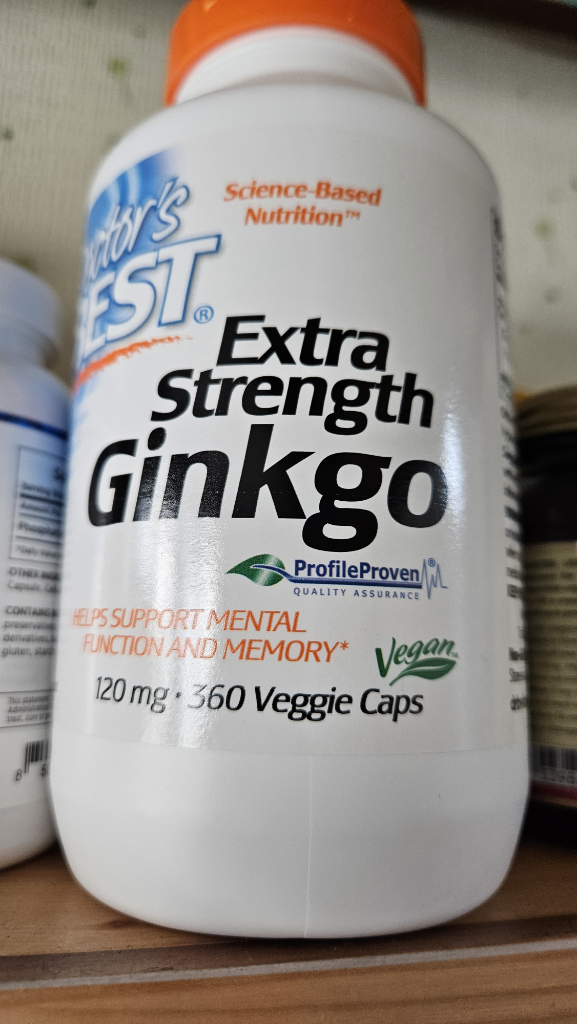 Science-Based
Nutrition™
BEST®
Extra
Strength
Ginkgo
ProfileProven®
QUALITY ASSURANCE
HELPS SUPPORT MENTAL
FUNCTION AND MEMORY*
Vegan
120 mg · 360 Veggie Caps